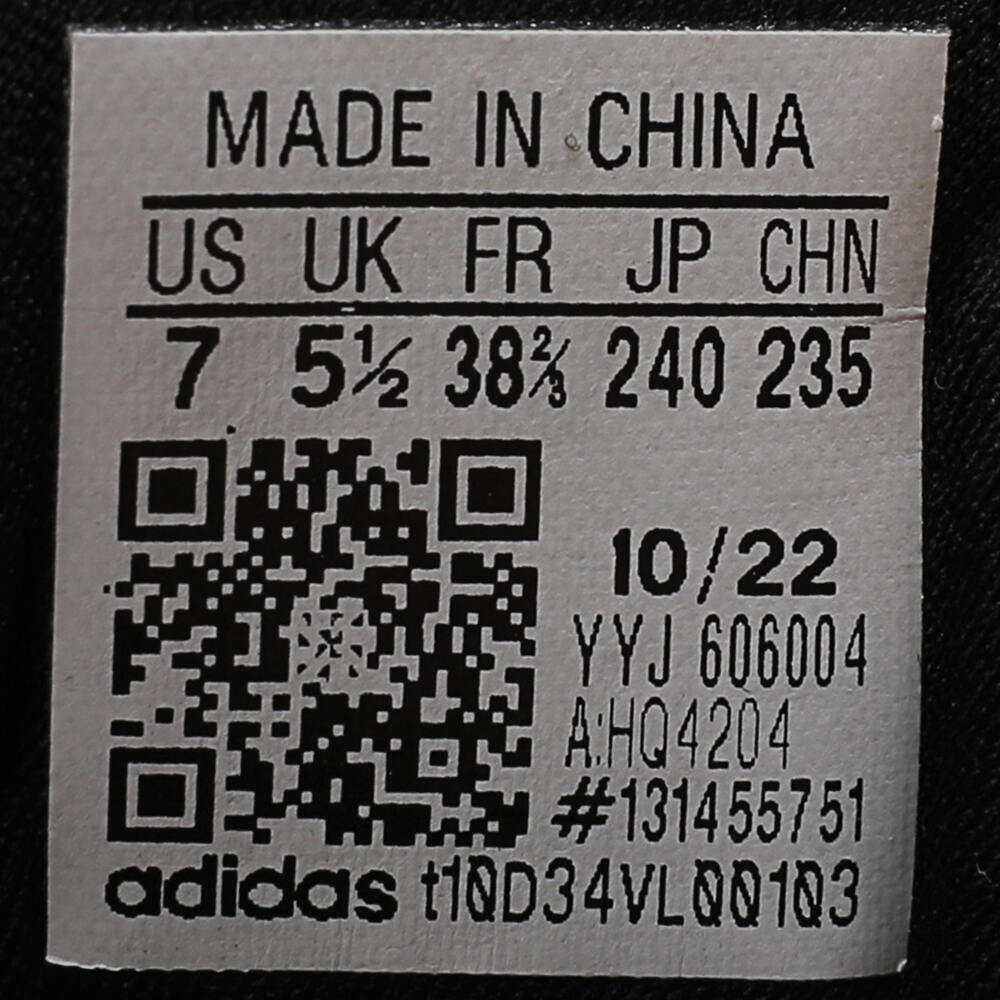 MADE IN CHINA
US UK FR JP CHN
7 5½ 38⅔ 240 235
10/22
YYJ 606004
A:HQ4204
#131455751
adidas t10D34VL00103